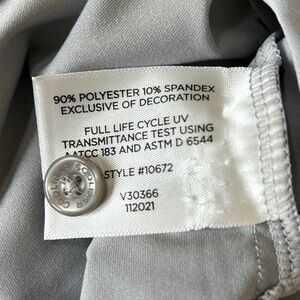 90% POLYESTER 10% SPANDEX
EXCLUSIVE OF DECORATION
FULL LIFE CYCLE UV
TRANSMITTANCE TEST USING
AATCC 183 AND ASTM D 6544
STYLE #10672
V30366
112021